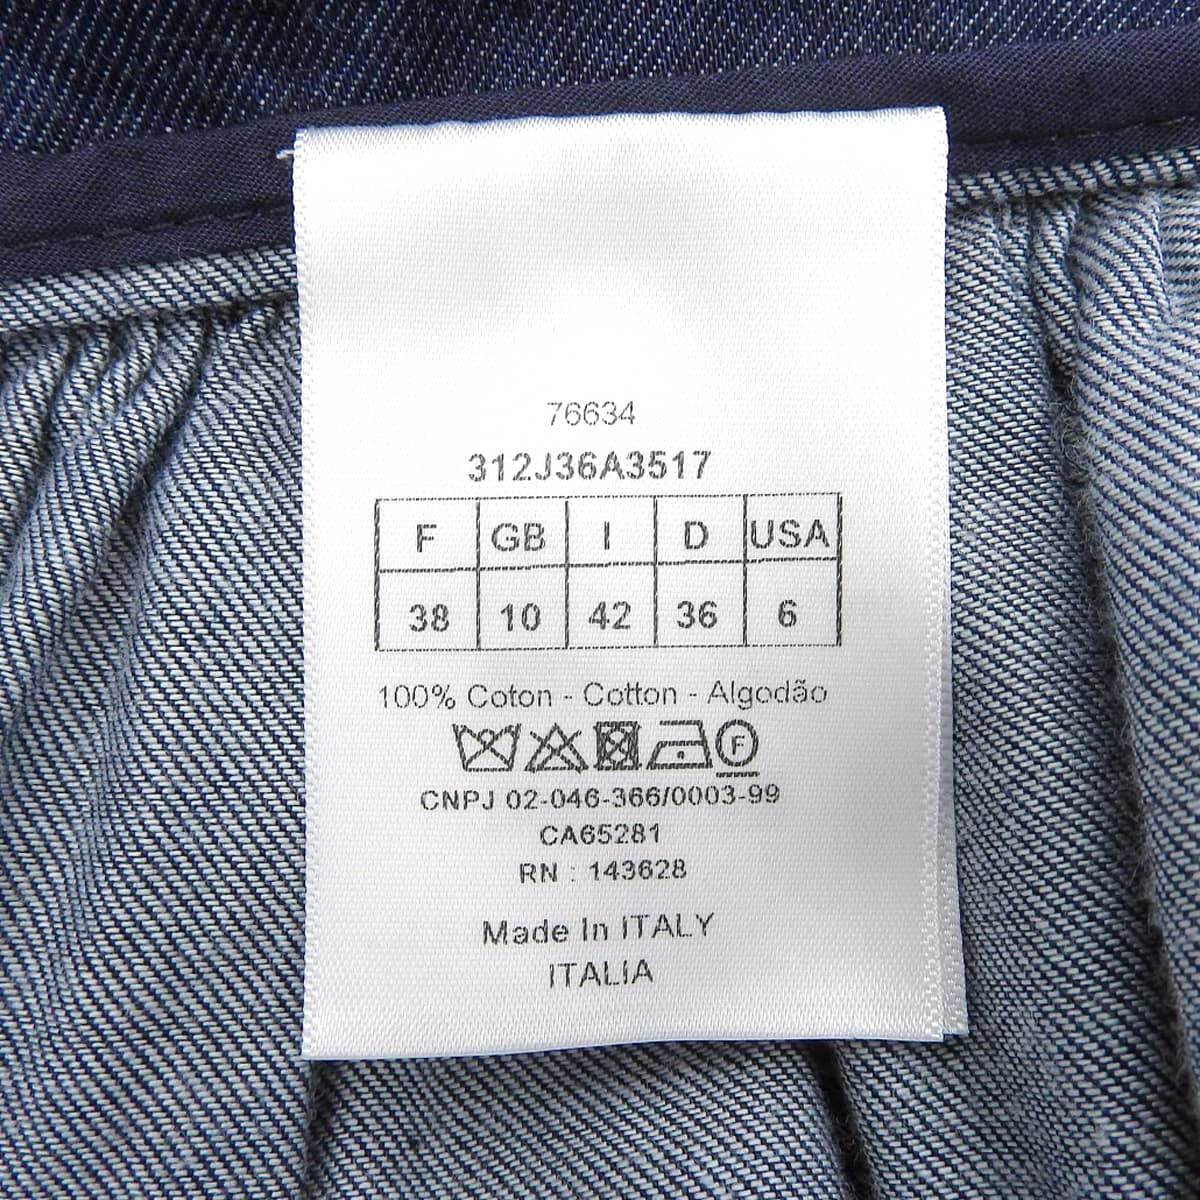 76634
312J36A3517
F GB I D USA
38 10 42 36 6
100% Coton - Cotton - Algodão
F
CNPJ 02-046-366/0003-99
CA65281
RN : 143628
Made In ITALY
ITALIA